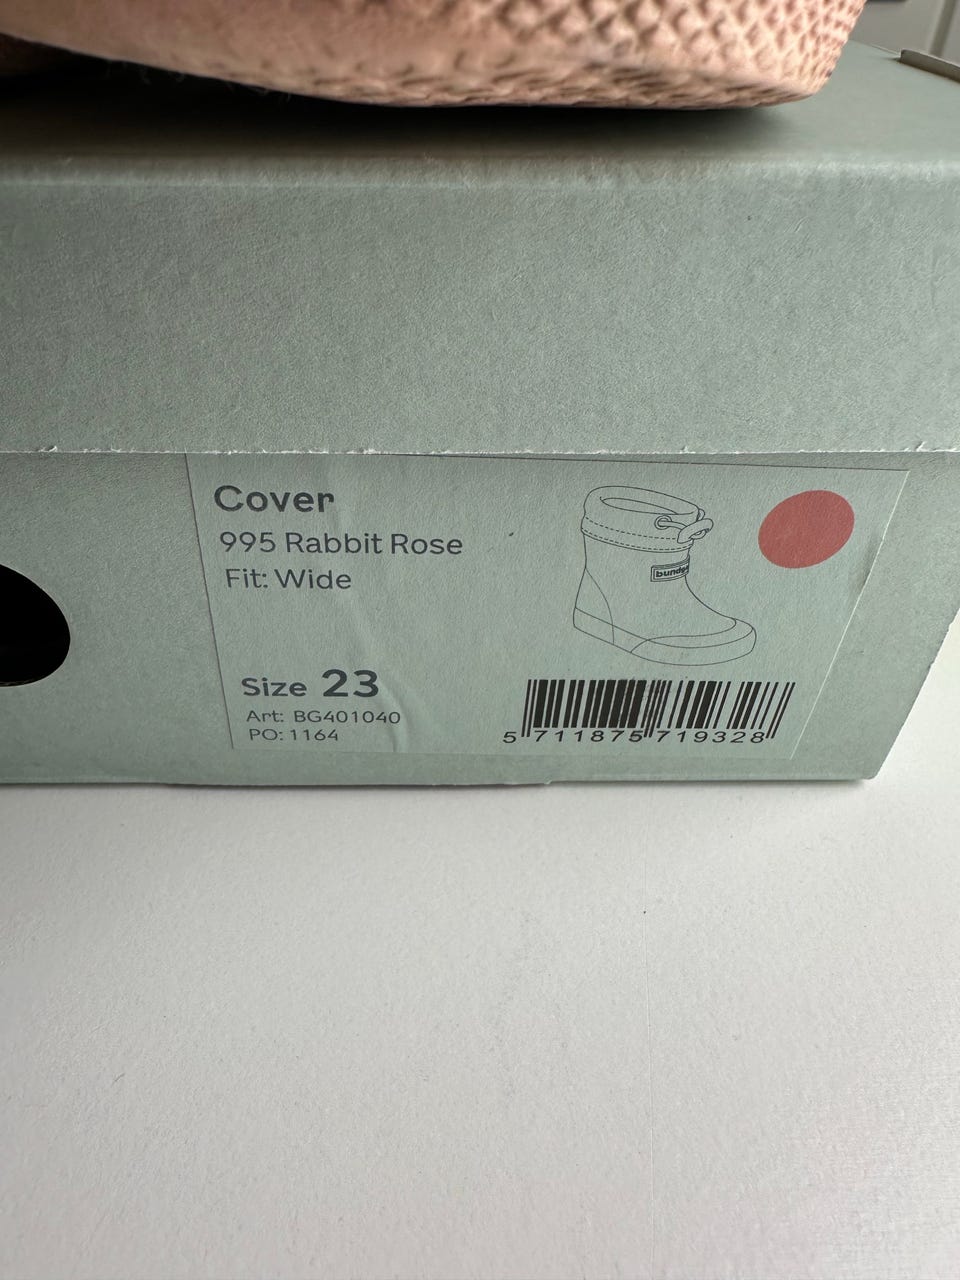 Cover
995 Rabbit Rose
Fit: Wide
Size 23
Art: BG401040
PO: 1164
5 711875 719328